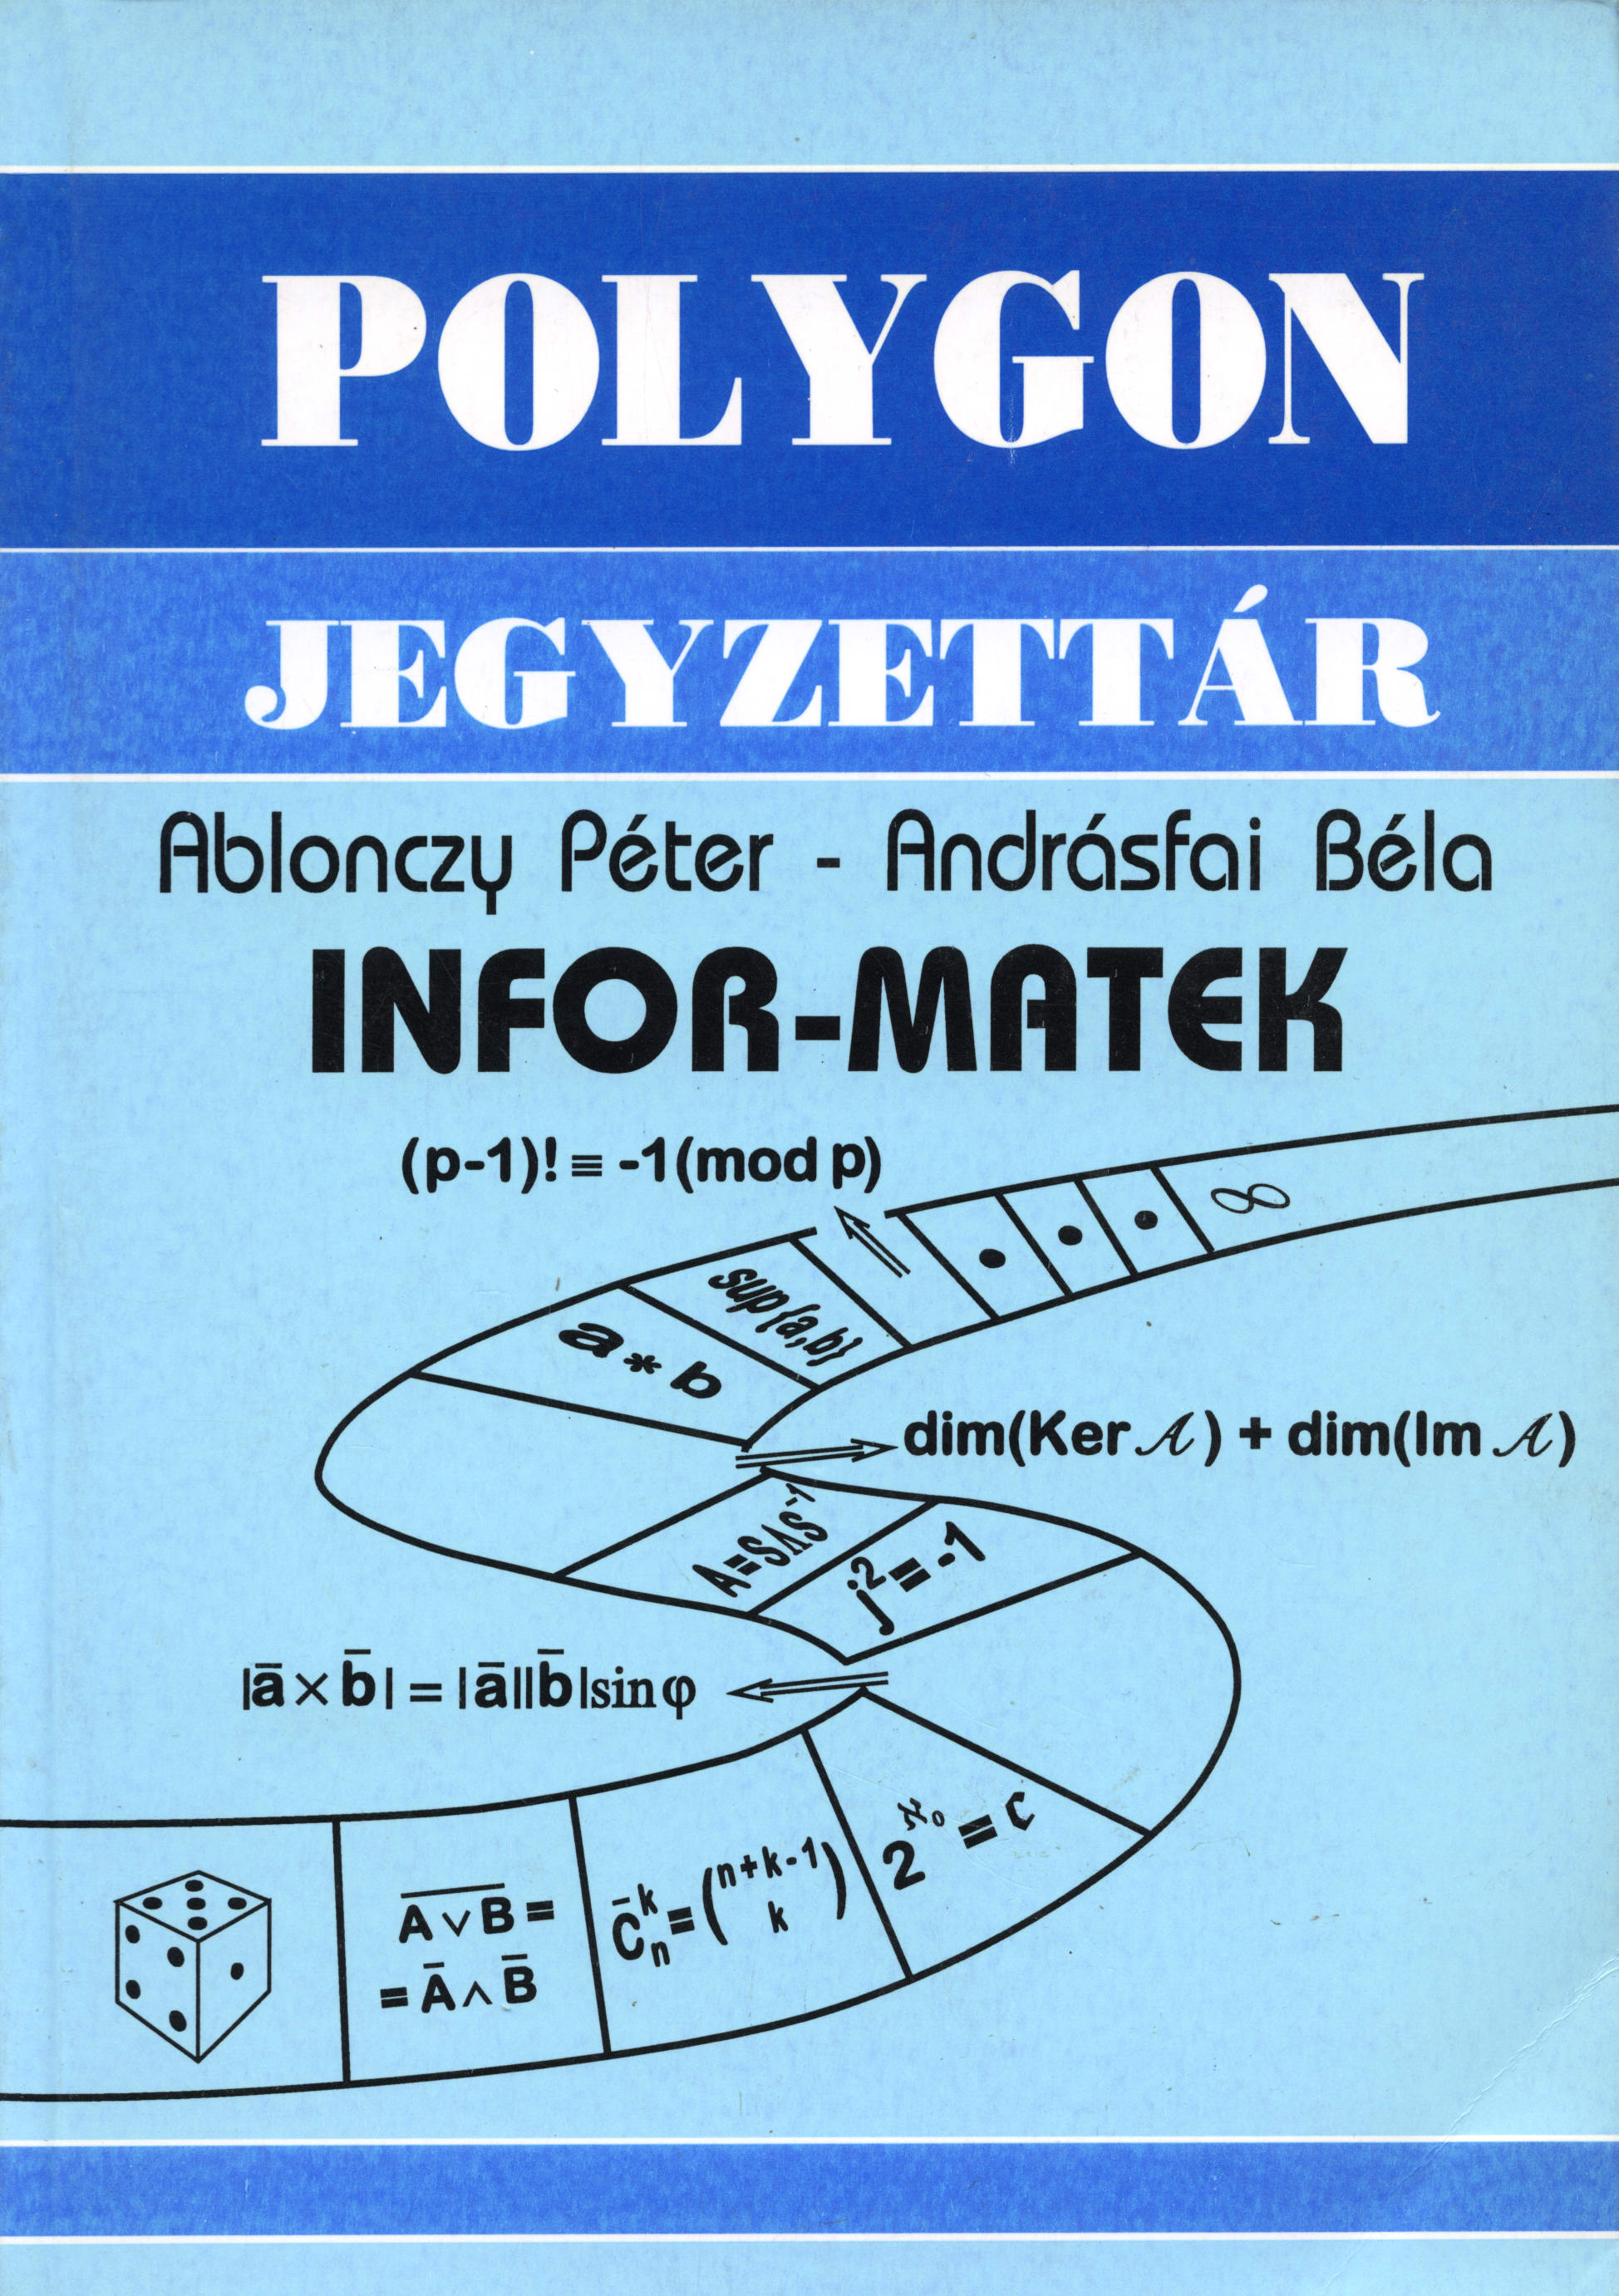 POLYGON
JEGYZETTÁR
Ablonczy Péter - Andrásfai Béla
INFOR-MATEK
(p-1)! ≡ -1(mod p)
∞
sup{a,b}
a * b
dim(Ker 𝒜) + dim(Im 𝒜)
A=SΛS⁻¹
j²=-1
|a̅ × b̅| = |a̅||b̅|sin φ
2^ℵ₀ = c
C̅ₙᵏ=(n+k-1
k)
A̅ ̅∨̅ ̅B̅ =
= A̅ ∧ B̅